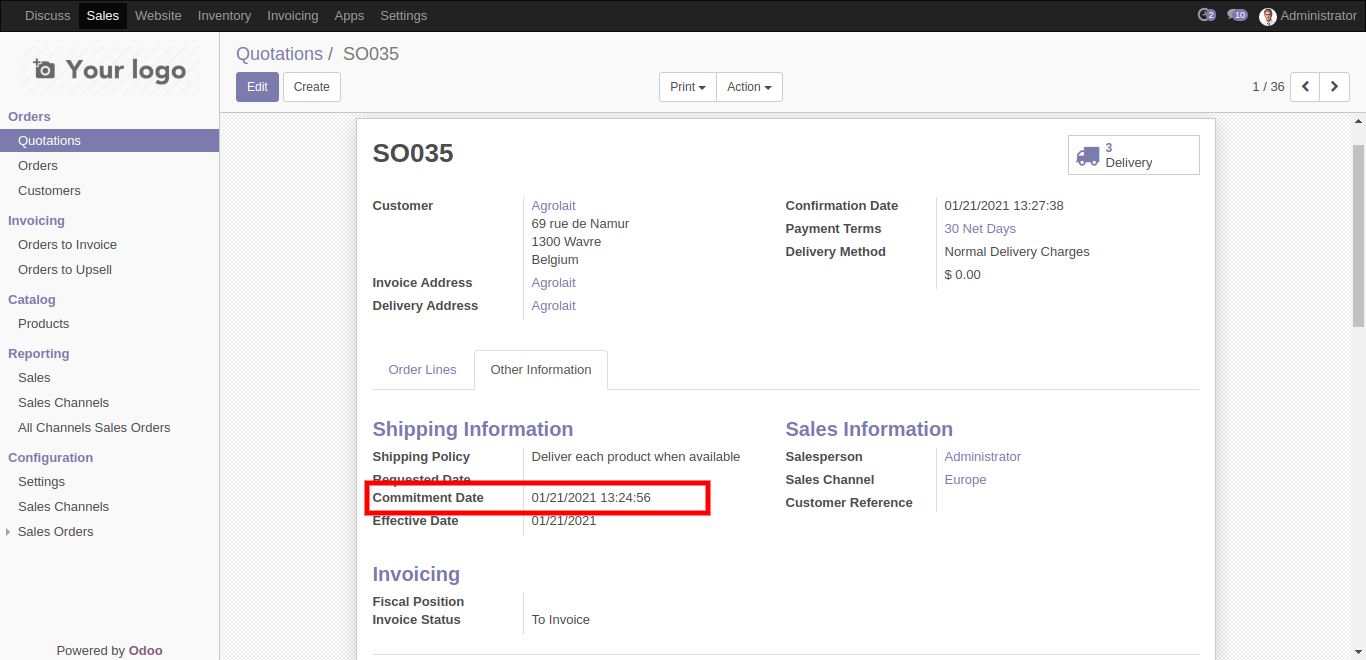 Discuss Sales Website Inventory Invoicing Apps Settings 2 10 Administrator
Your logo
Orders
Quotations
Orders
Customers
Invoicing
Orders to Invoice
Orders to Upsell
Catalog
Products
Reporting
Sales
Sales Channels
All Channels Sales Orders
Configuration
Settings
Sales Channels
Sales Orders
Powered by Odoo
Quotations / SO035
Edit Create Print Action 1 / 36
SO035
3
Delivery
Customer Agrolait
69 rue de Namur
1300 Wavre
Belgium
Invoice Address Agrolait
Delivery Address Agrolait
Confirmation Date 01/21/2021 13:27:38
Payment Terms 30 Net Days
Delivery Method Normal Delivery Charges
$ 0.00
Order Lines Other Information
Shipping Information
Shipping Policy Deliver each product when available
Requested Date
Commitment Date 01/21/2021 13:24:56
Effective Date 01/21/2021
Sales Information
Salesperson Administrator
Sales Channel Europe
Customer Reference
Invoicing
Fiscal Position
Invoice Status To Invoice